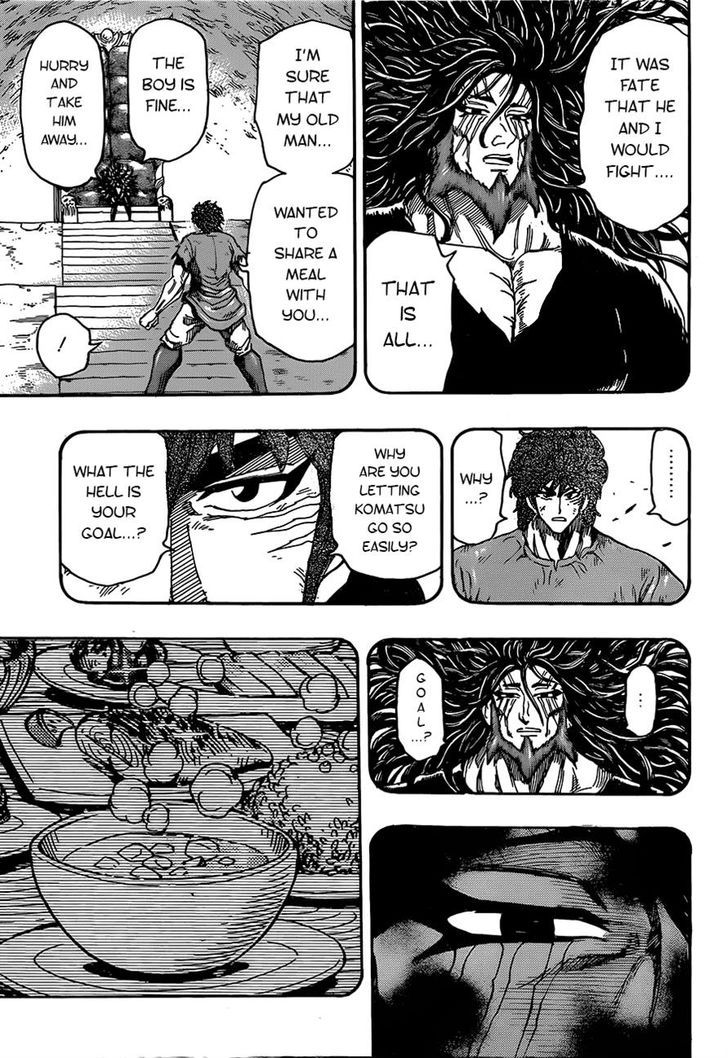 IT WAS
FATE
THAT HE
AND I
WOULD
FIGHT....
THAT
IS
ALL...
I'M
SURE
THAT
MY OLD
MAN...
WANTED
TO
SHARE A
MEAL
WITH
YOU...
THE
BOY IS
FINE...
HURRY
AND
TAKE
HIM
AWAY...
!
.........
WHY
...?
WHY
ARE YOU
LETTING
KOMATSU
GO SO
EASILY?
WHAT THE
HELL IS
YOUR
GOAL...?
...
GOAL
...?